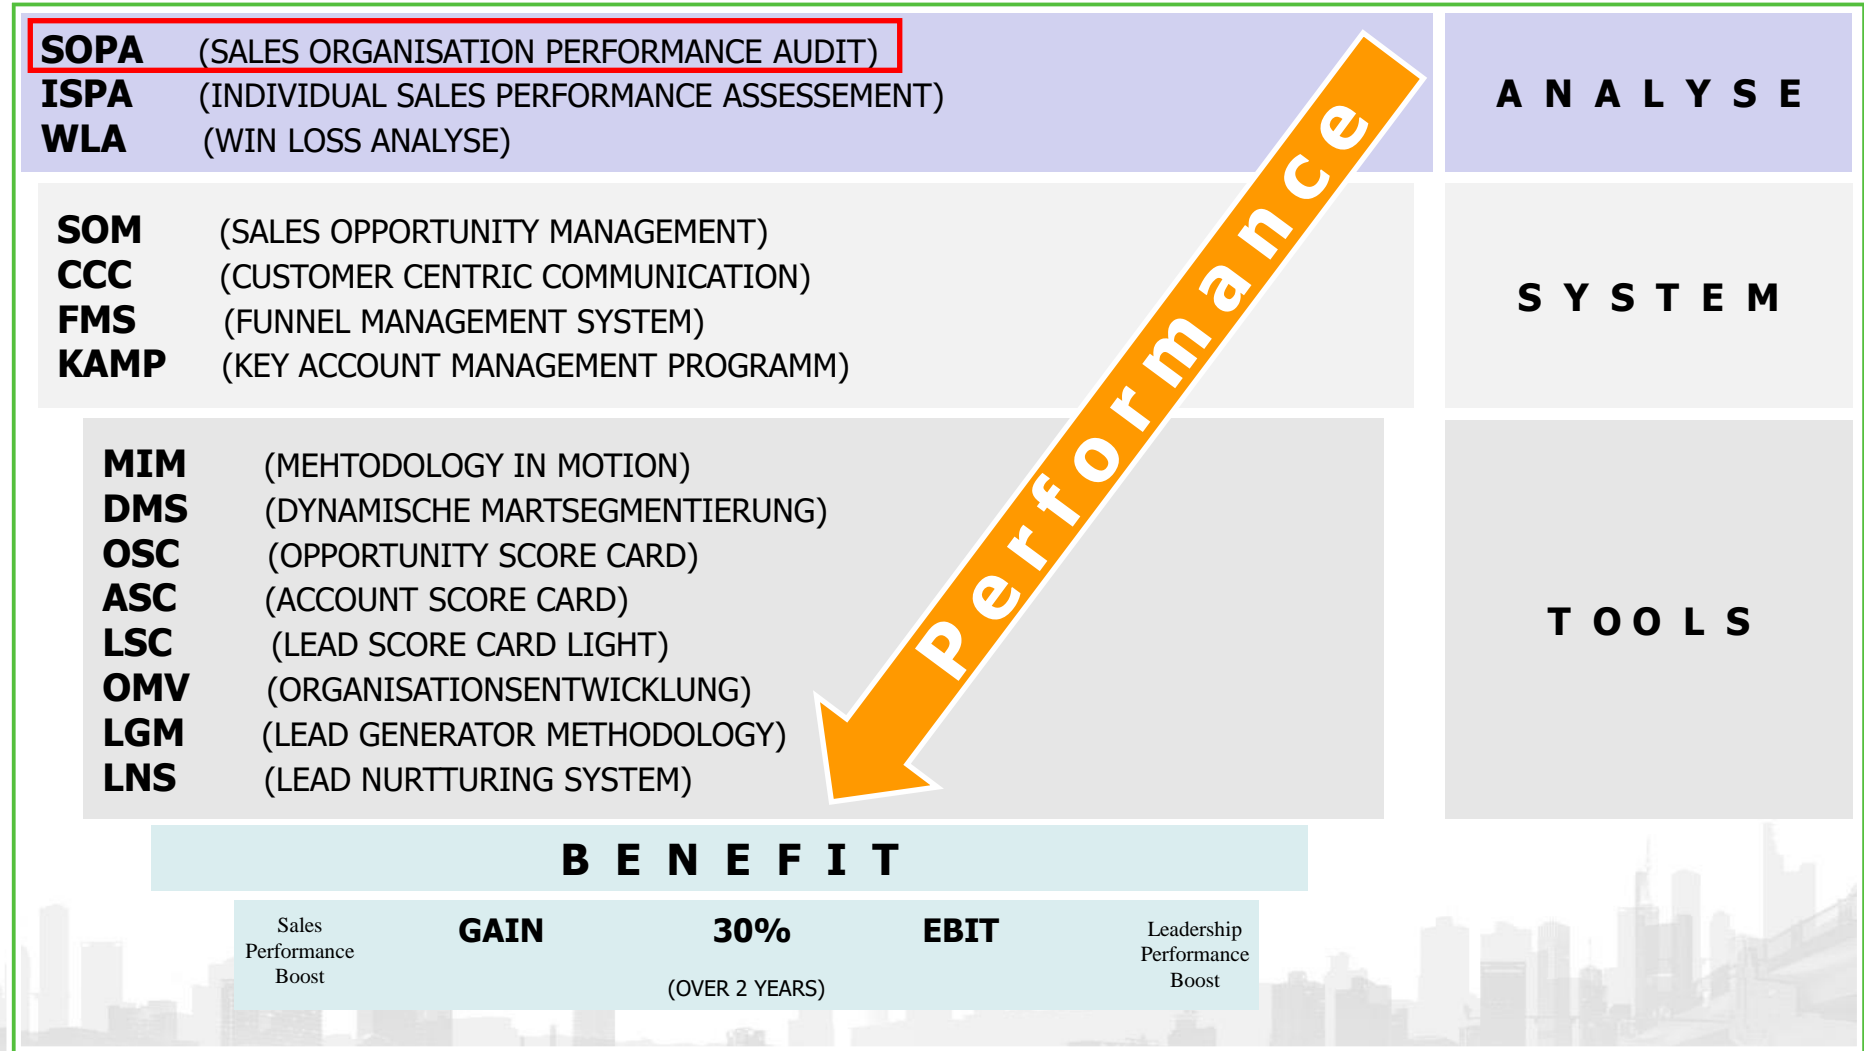 SOPA (SALES ORGANISATION PERFORMANCE AUDIT)
ISPA (INDIVIDUAL SALES PERFORMANCE ASSESSEMENT)
WLA (WIN LOSS ANALYSE)
A N A L Y S E
SOM (SALES OPPORTUNITY MANAGEMENT)
CCC (CUSTOMER CENTRIC COMMUNICATION)
FMS (FUNNEL MANAGEMENT SYSTEM)
KAMP (KEY ACCOUNT MANAGEMENT PROGRAMM)
S Y S T E M
MIM (MEHTODOLOGY IN MOTION)
DMS (DYNAMISCHE MARTSEGMENTIERUNG)
OSC (OPPORTUNITY SCORE CARD)
ASC (ACCOUNT SCORE CARD)
LSC (LEAD SCORE CARD LIGHT)
OMV (ORGANISATIONSENTWICKLUNG)
LGM (LEAD GENERATOR METHODOLOGY)
LNS (LEAD NURTTURING SYSTEM)
T O O L S
P e r f o r m a n c e
B E N E F I T
Sales
Performance
Boost
GAIN 30% EBIT
(OVER 2 YEARS)
Leadership
Performance
Boost